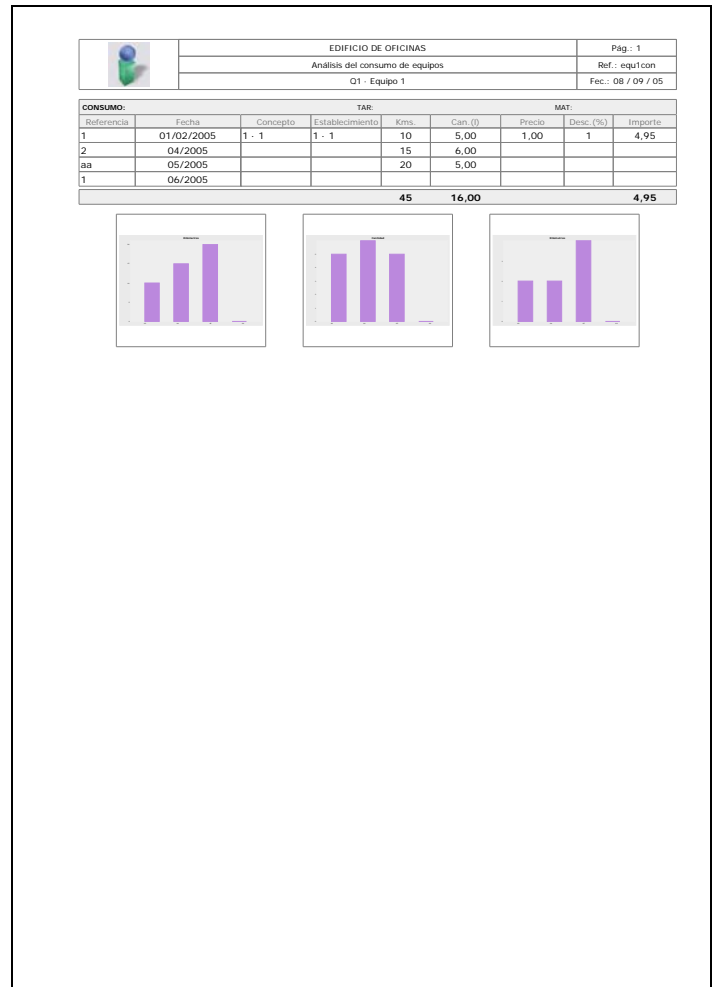 EDIFICIO DE OFICINAS Pág.: 1
Análisis del consumo de equipos Ref.: equ1con
Q1 - Equipo 1 Fec.: 08 / 09 / 05
CONSUMO: TAR: MAT:
Referencia Fecha Concepto Establecimiento Kms. Can.(l) Precio Desc.(%) Importe
1 01/02/2005 1 - 1 1 - 1 10 5,00 1,00 1 4,95
2 04/2005 15 6,00
aa 05/2005 20 5,00
1 06/2005
45 16,00 4,95